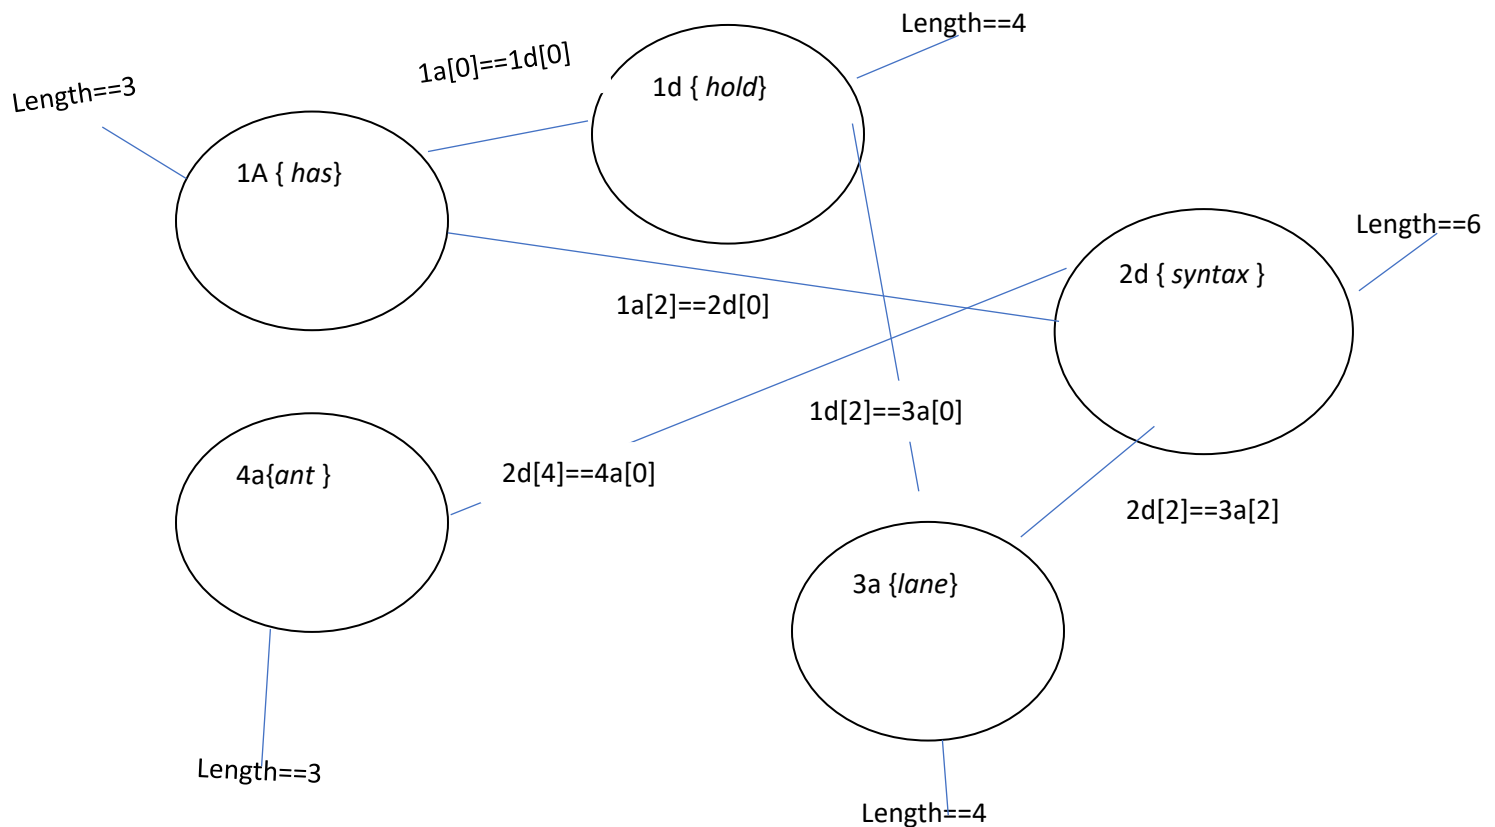 Length==4
1a[0]==1d[0]
Length==3
1d { hold}
1A { has}
Length==6
2d { syntax }
1a[2]==2d[0]
1d[2]==3a[0]
4a{ant }
2d[4]==4a[0]
2d[2]==3a[2]
3a {lane}
Length==3
Length==4